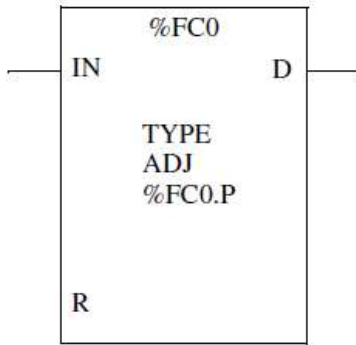 %FC0
IN D
TYPE
ADJ
%FC0.P
R